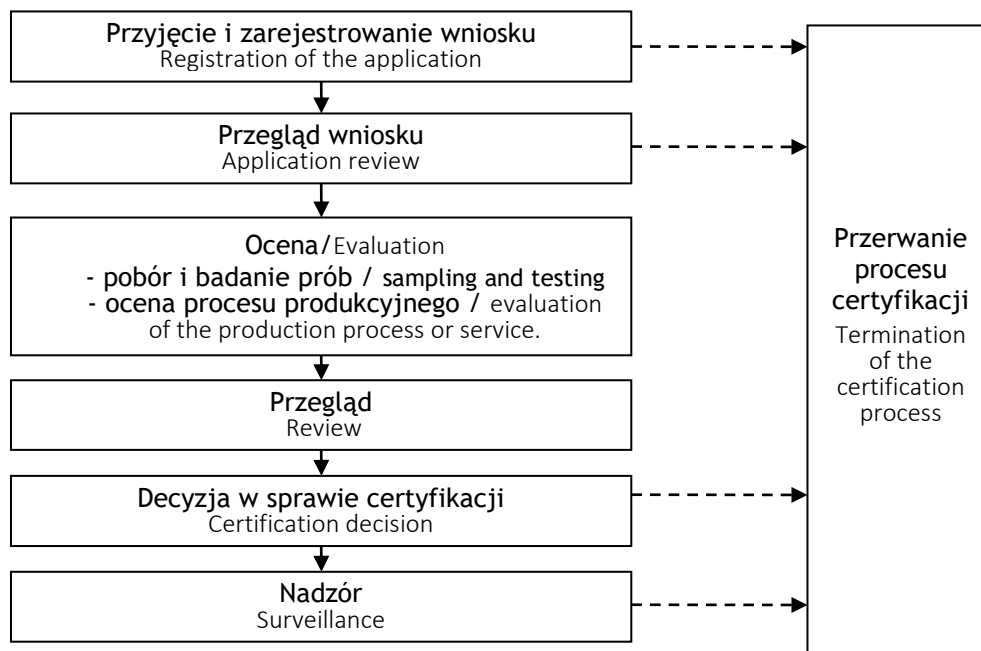 Przyjęcie i zarejestrowanie wniosku
Registration of the application
Przegląd wniosku
Application review
Ocena/Evaluation
- pobór i badanie prób / sampling and testing
- ocena procesu produkcyjnego / evaluation
of the production process or service.
Przegląd
Review
Decyzja w sprawie certyfikacji
Certification decision
Nadzór
Surveillance
Przerwanie
procesu
certyfikacji
Termination
of the
certification
process